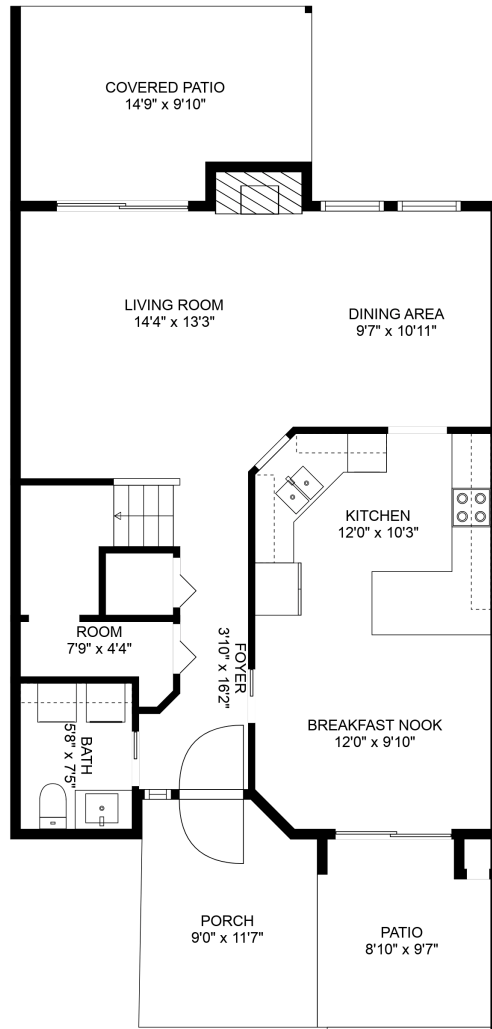 COVERED PATIO
14'9" x 9'10"
LIVING ROOM
14'4" x 13'3"
DINING AREA
9'7" x 10'11"
KITCHEN
12'0" x 10'3"
ROOM
7'9" x 4'4"
FOYER
3'10" x 16'2"
BREAKFAST NOOK
12'0" x 9'10"
BATH
5'8" x 7'5"
PORCH
9'0" x 11'7"
PATIO
8'10" x 9'7"